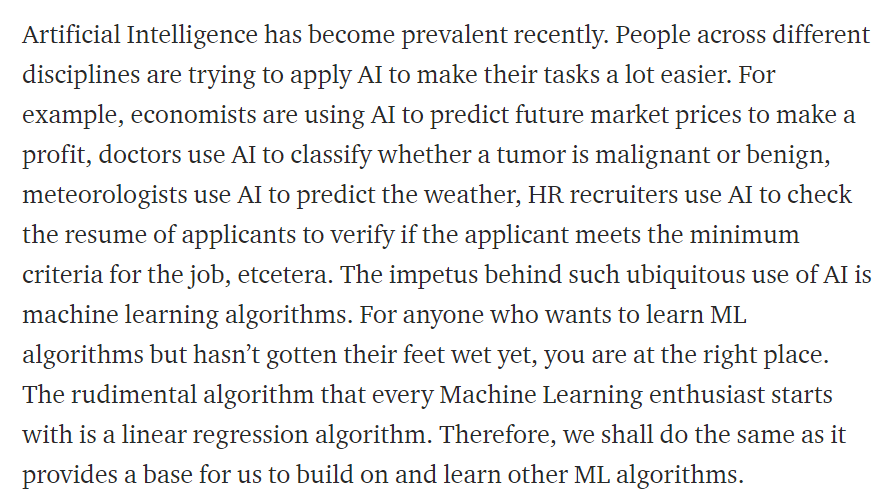 Artificial Intelligence has become prevalent recently. People across different
disciplines are trying to apply AI to make their tasks a lot easier. For
example, economists are using AI to predict future market prices to make a
profit, doctors use AI to classify whether a tumor is malignant or benign,
meteorologists use AI to predict the weather, HR recruiters use AI to check
the resume of applicants to verify if the applicant meets the minimum
criteria for the job, etcetera. The impetus behind such ubiquitous use of AI is
machine learning algorithms. For anyone who wants to learn ML
algorithms but hasn’t gotten their feet wet yet, you are at the right place.
The rudimental algorithm that every Machine Learning enthusiast starts
with is a linear regression algorithm. Therefore, we shall do the same as it
provides a base for us to build on and learn other ML algorithms.